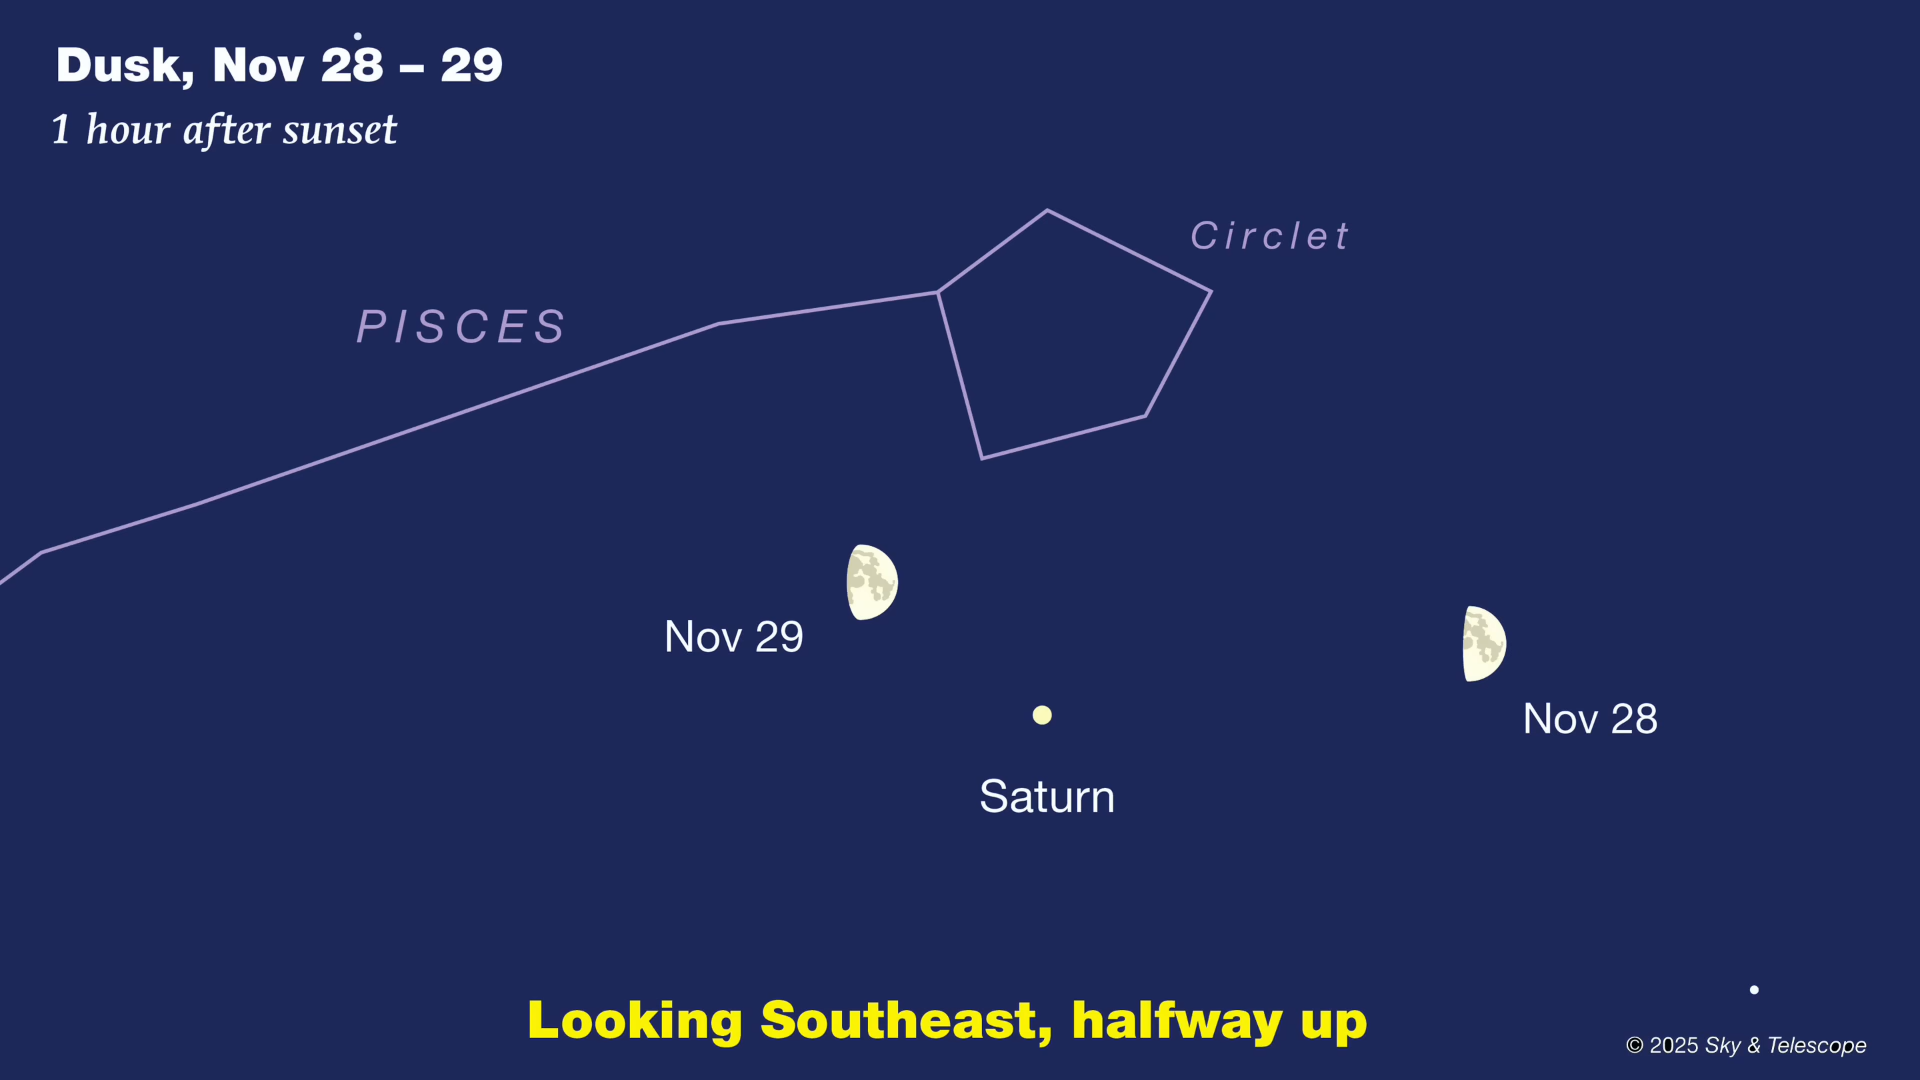 Dusk, Nov 28 – 29
1 hour after sunset
Circlet
PISCES
Nov 29
Nov 28
Saturn
Looking Southeast, halfway up
© 2025 Sky & Telescope